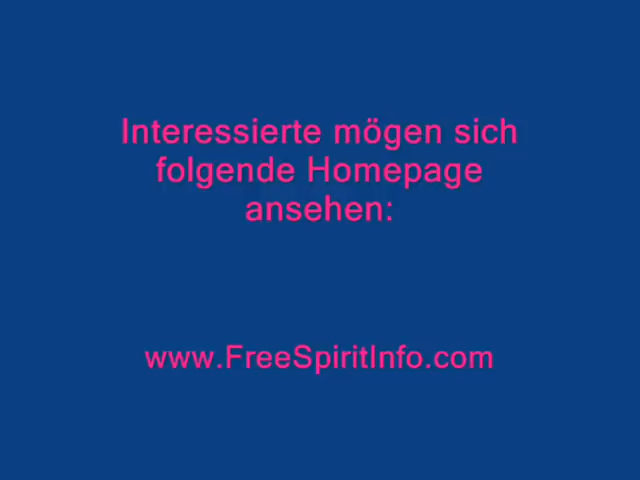 Interessierte mögen sich
folgende Homepage
ansehen:
www.FreeSpiritInfo.com